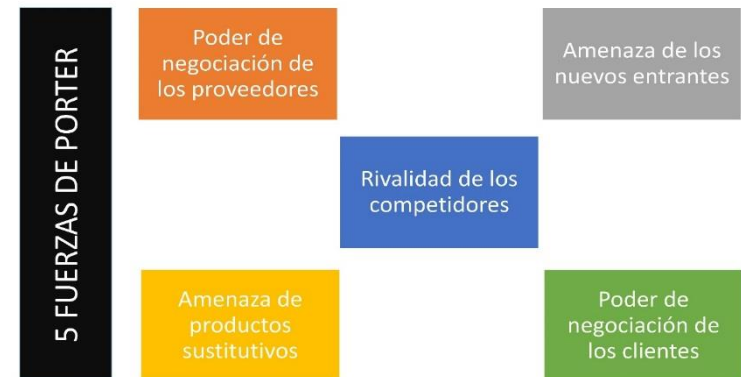 5 FUERZAS DE PORTER
Poder de
negociación de
los proveedores
Amenaza de los
nuevos entrantes
Rivalidad de los
competidores
Amenaza de
productos
sustitutivos
Poder de
negociación de
los clientes